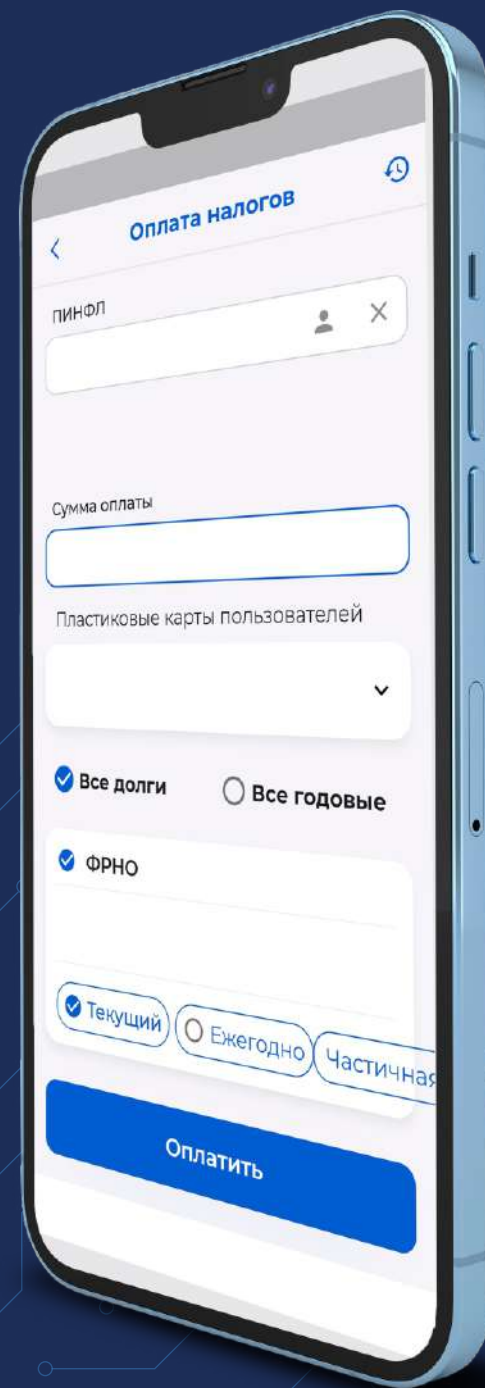 Оплата налогов
ПИНФЛ
Сумма оплаты
Пластиковые карты пользователей
Все долги
Все годовые
ФРНО
Текущий
Ежегодно
Частичная
Оплатить